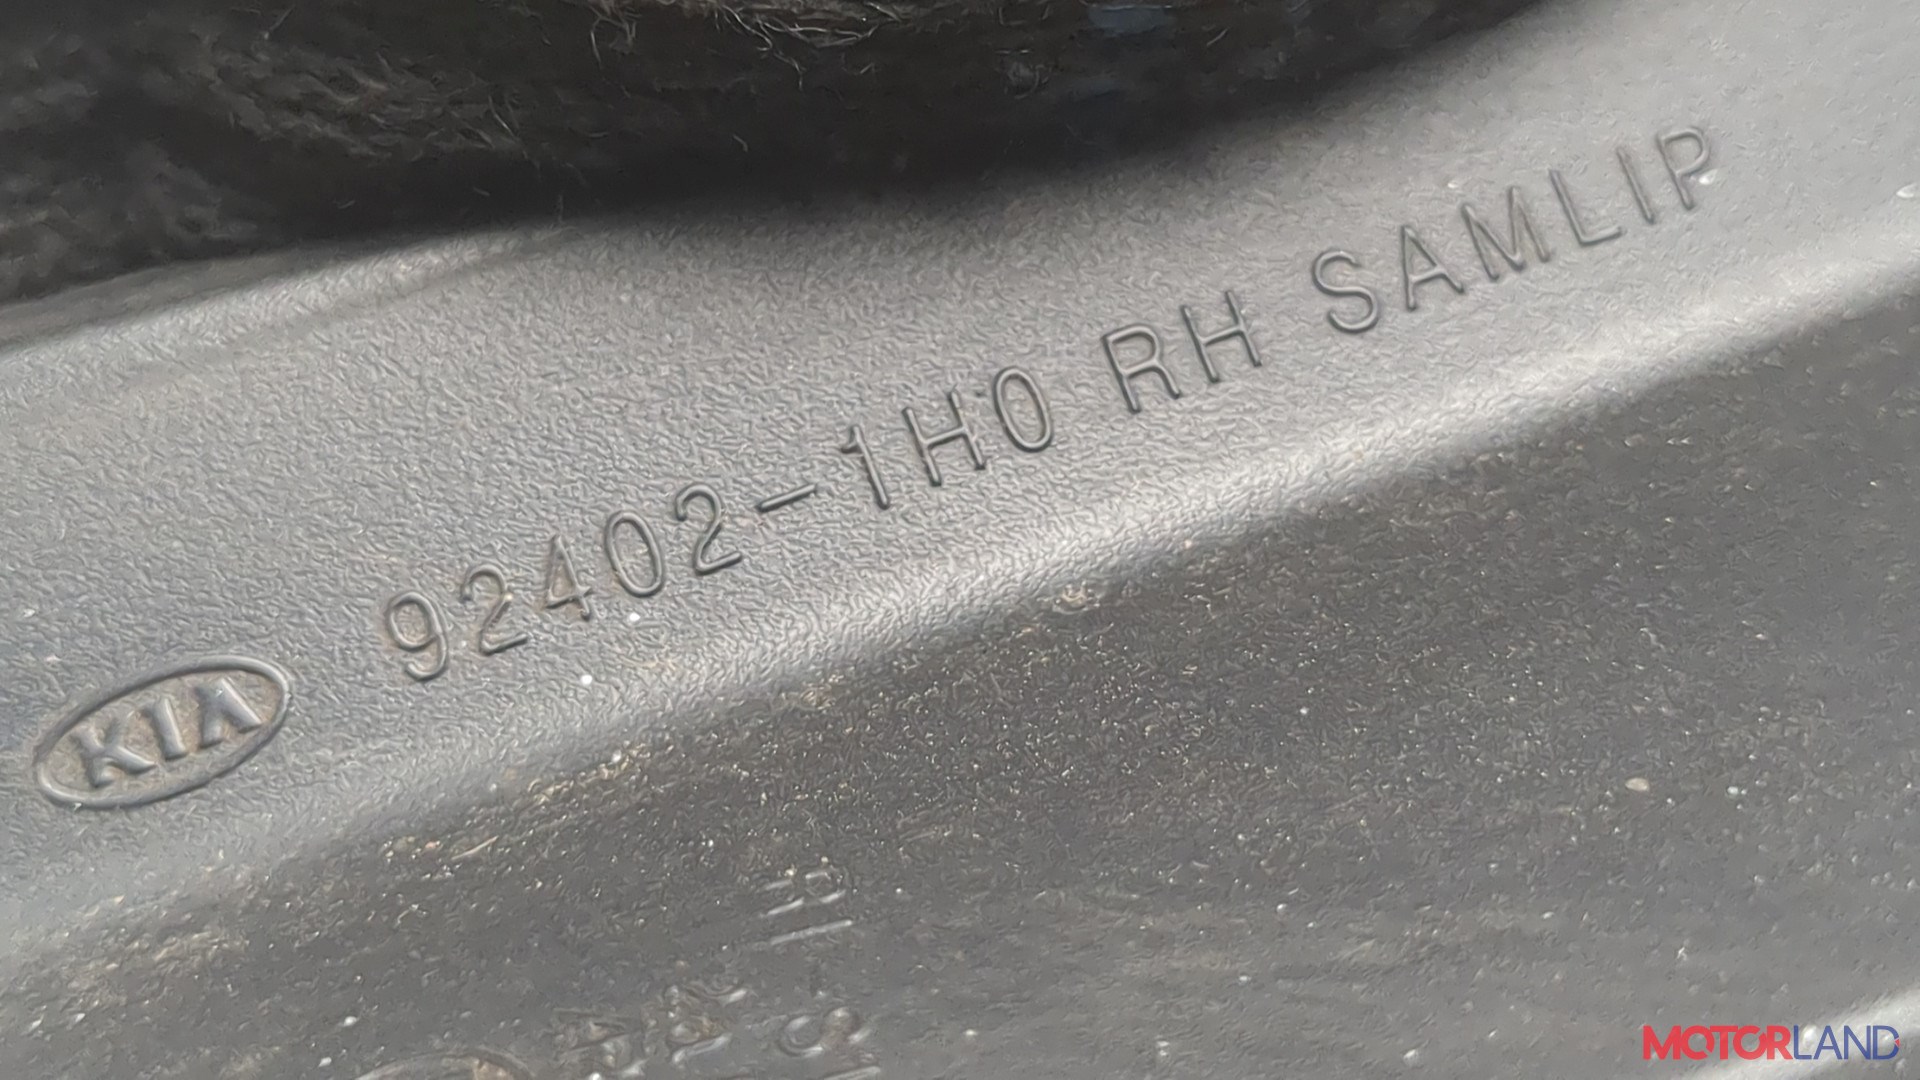 KIA 92402-1H0 RH SAMLIP
MOTORLAND